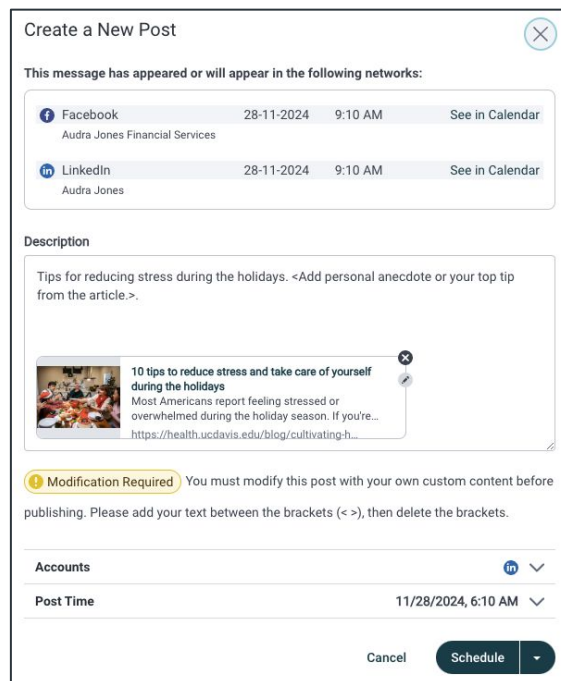 Create a New Post
This message has appeared or will appear in the following networks:
Facebook 28-11-2024 9:10 AM See in Calendar
Audra Jones Financial Services
LinkedIn 28-11-2024 9:10 AM See in Calendar
Audra Jones
Description
Tips for reducing stress during the holidays. <Add personal anecdote or your top tip
from the article.>.
10 tips to reduce stress and take care of yourself
during the holidays
Most Americans report feeling stressed or
overwhelmed during the holiday season. If you're...
https://health.ucdavis.edu/blog/cultivating-h...
Modification Required You must modify this post with your own custom content before
publishing. Please add your text between the brackets (< >), then delete the brackets.
Accounts in
Post Time 11/28/2024, 6:10 AM
Cancel Schedule